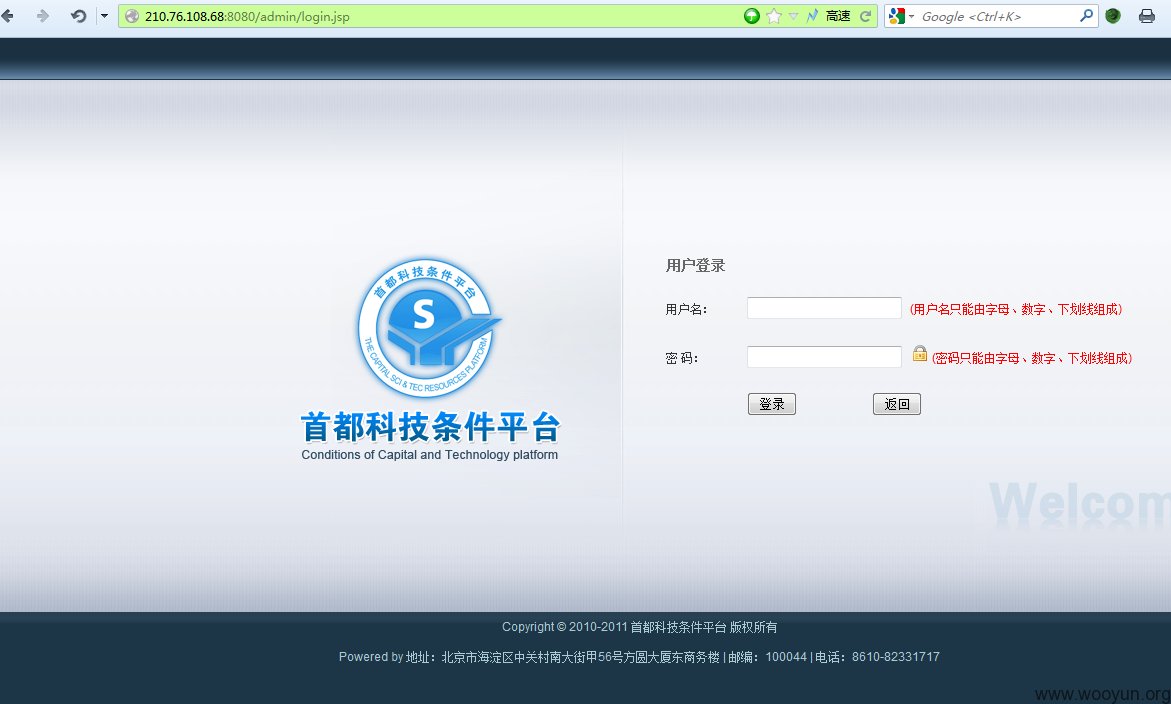 210.76.108.68:8080/admin/login.jsp
高速
Google <Ctrl+K>
首都科技条件平台
S
THE CAPITAL SCI & TEC RESOURCES PLATFORM
首都科技条件平台
Conditions of Capital and Technology platform
用户登录
用户名：
(用户名只能由字母、数字、下划线组成)
密 码：
(密码只能由字母、数字、下划线组成)
登录
返回
Welcom
Copyright © 2010-2011 首都科技条件平台 版权所有
Powered by 地址：北京市海淀区中关村南大街甲56号方圆大厦东商务楼 | 邮编：100044 | 电话：8610-82331717
www.wooyun.org